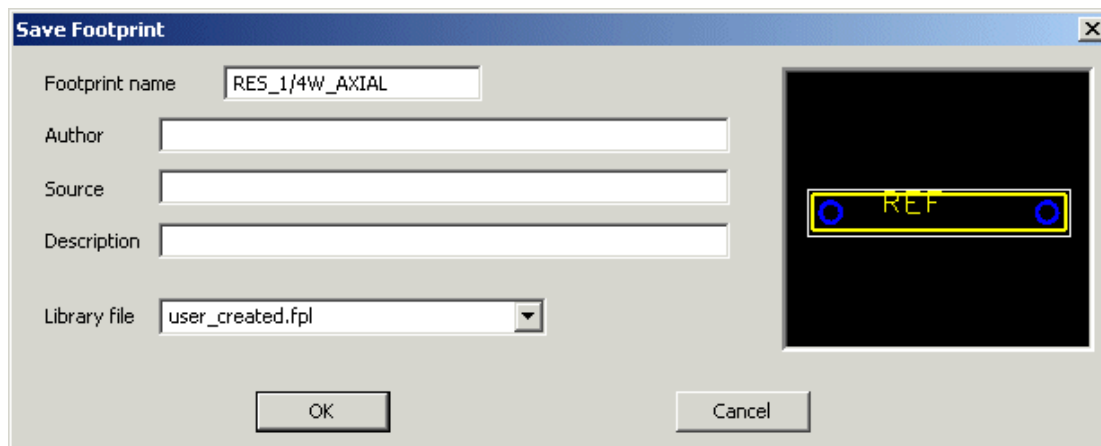 Save Footprint
Footprint name RES_1/4W_AXIAL
Author
Source
REF
Description
Library file user_created.fpl
OK Cancel